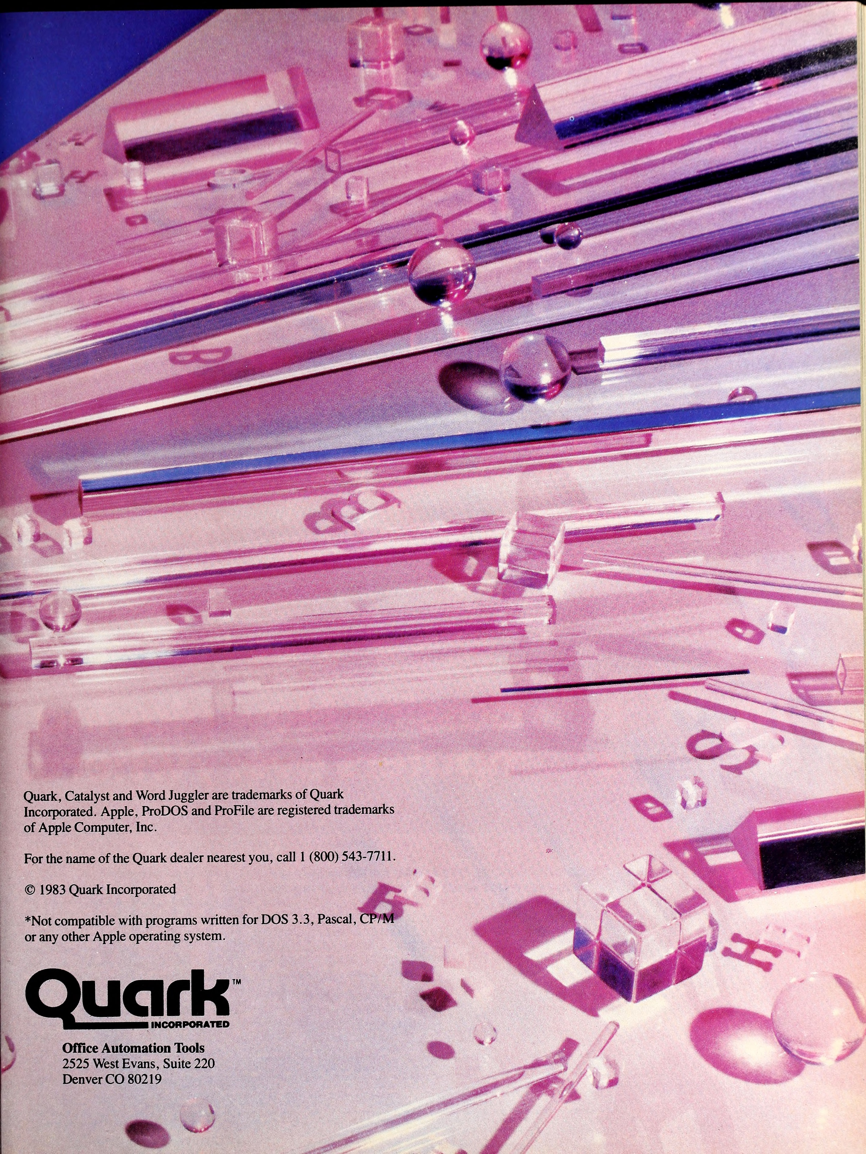 B
B
S
Quark, Catalyst and Word Juggler are trademarks of Quark
Incorporated. Apple, ProDOS and ProFile are registered trademarks
of Apple Computer, Inc.
For the name of the Quark dealer nearest you, call 1 (800) 543-7711.
© 1983 Quark Incorporated
*Not compatible with programs written for DOS 3.3, Pascal, CP/M
or any other Apple operating system.
H
Quark™
INCORPORATED
Office Automation Tools
2525 West Evans, Suite 220
Denver CO 80219